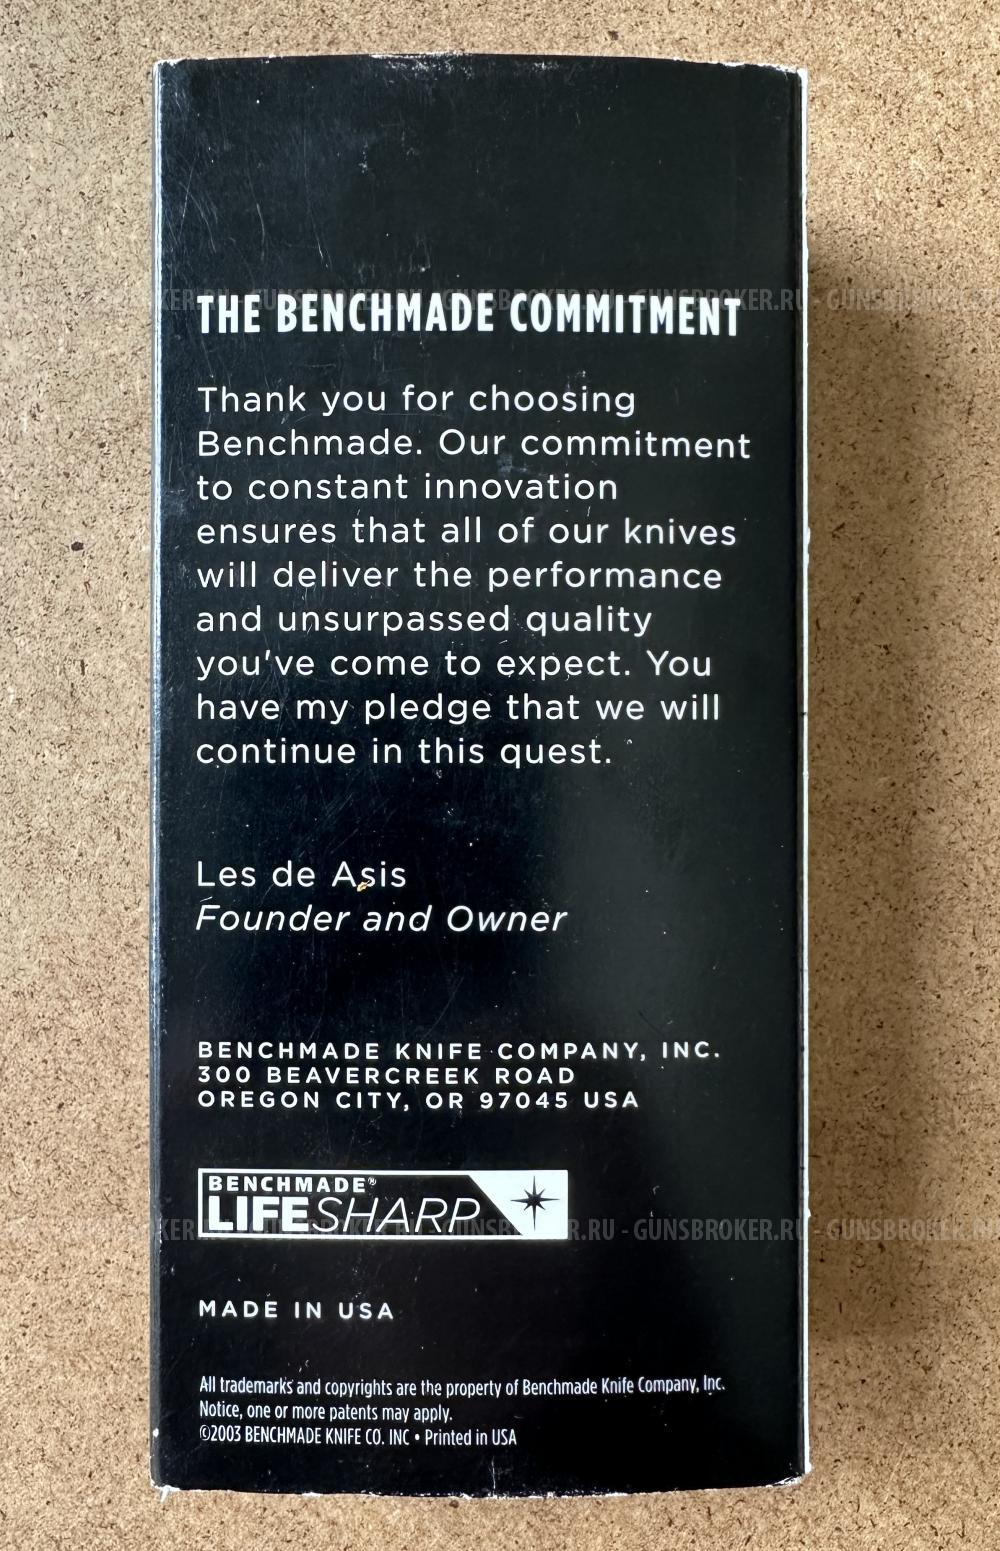 THE BENCHMADE COMMITMENT
Thank you for choosing
Benchmade. Our commitment
to constant innovation
ensures that all of our knives
will deliver the performance
and unsurpassed quality
you've come to expect. You
have my pledge that we will
continue in this quest.
Les de Asis
Founder and Owner
BENCHMADE KNIFE COMPANY, INC.
300 BEAVERCREEK ROAD
OREGON CITY, OR 97045 USA
BENCHMADE®
LIFESHARP
KER.RU - GUNSBROKER.RU - GUNSBROKER.RU - GUNSBROKER.R
MADE IN USA
All trademarks and copyrights are the property of Benchmade Knife Company, Inc.
Notice, one or more patents may apply.
©2003 BENCHMADE KNIFE CO. INC • Printed in USA